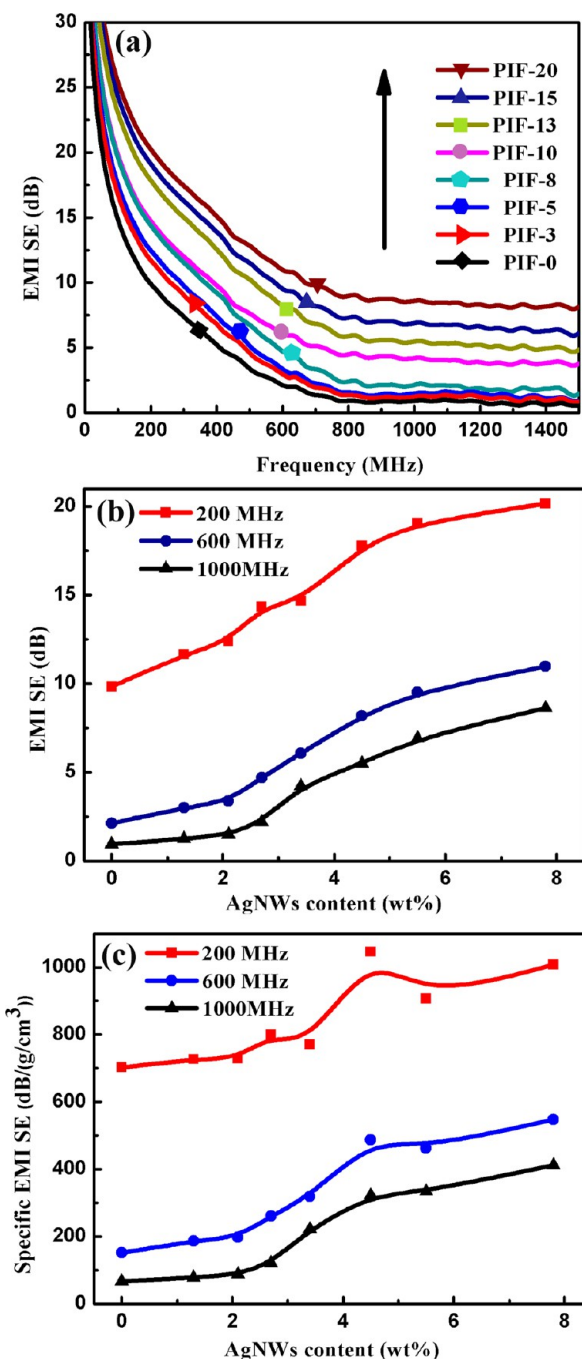 (a)
EMI SE (dB)
30
25
20
15
10
5
0
PIF-20
PIF-15
PIF-13
PIF-10
PIF-8
PIF-5
PIF-3
PIF-0
200 400 600 800 1000 1200 1400
Frequency (MHz)
(b)
200 MHz
600 MHz
1000MHz
EMI SE (dB)
20
15
10
5
0
0 2 4 6 8
AgNWs content (wt%)
(c)
200 MHz
600 MHz
1000MHz
Specific EMI SE (dB/(g/cm³))
1000
800
600
400
200
0
0 2 4 6 8
AgNWs content (wt%)